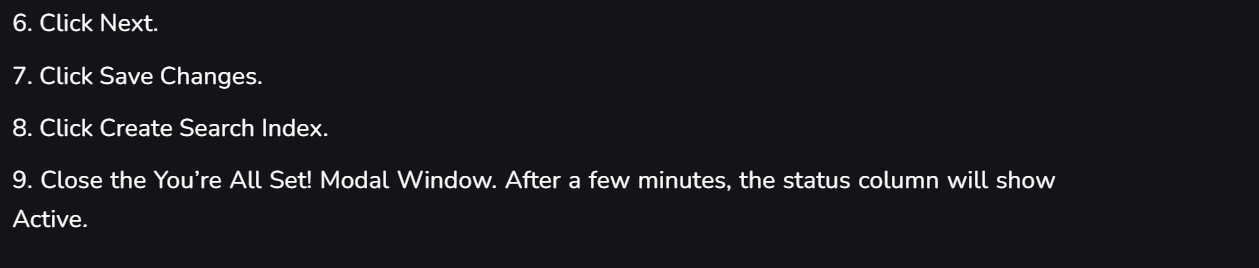 6. Click Next.
7. Click Save Changes.
8. Click Create Search Index.
9. Close the You’re All Set! Modal Window. After a few minutes, the status column will show
Active.